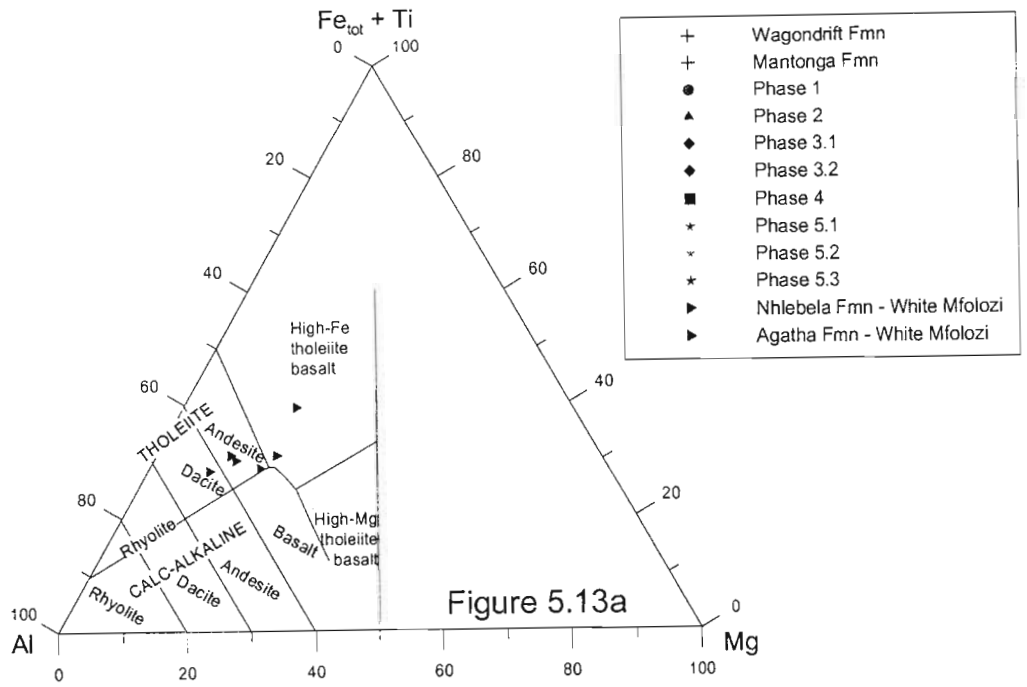 Fe tot + Ti
0 100
20
80
40
60
High-Fe
tholeiite
basalt
60
40
THOLEIITE
Andesite
Dacite
80
20
Rhyolite
CALC-ALKALINE
Basalt
High-Mg
tholeiite
basalt
Rhyolite
Dacite
Andesite
Figure 5.13a
100
0
Al
Mg
0
20
40
60
80
100
Wagondrift Fmn
Mantonga Fmn
Phase 1
Phase 2
Phase 3.1
Phase 3.2
Phase 4
Phase 5.1
Phase 5.2
Phase 5.3
Nhlebela Fmn - White Mfolozi
Agatha Fmn - White Mfolozi